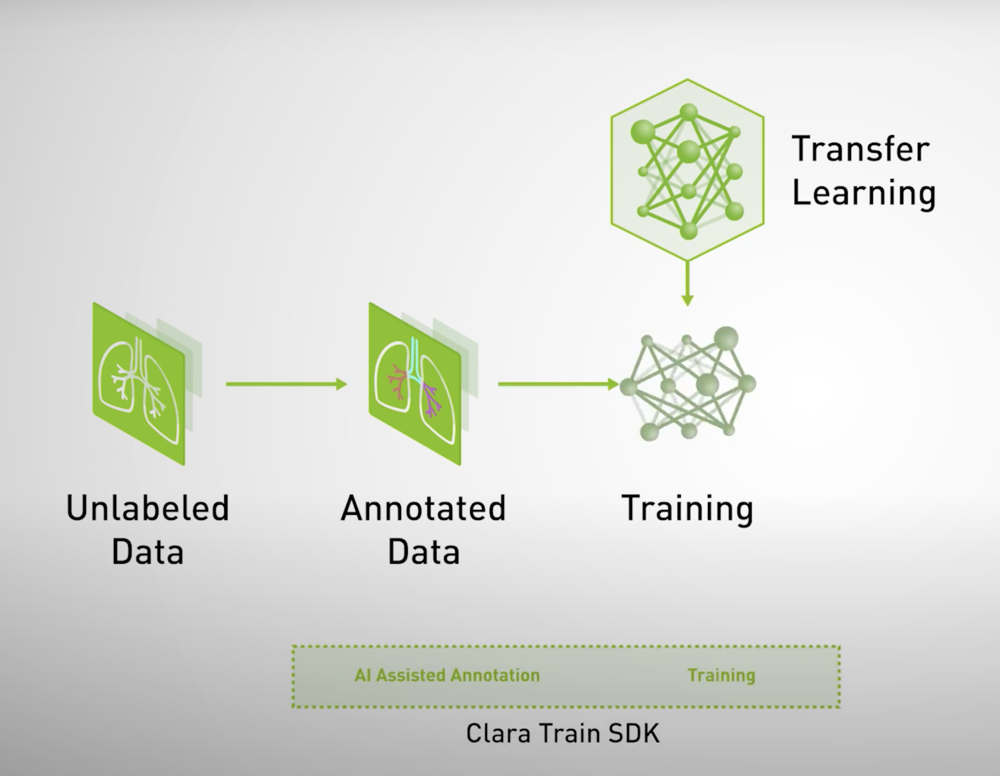 Transfer
Learning
Unlabeled
Data
Annotated
Data
Training
AI Assisted Annotation
Training
Clara Train SDK